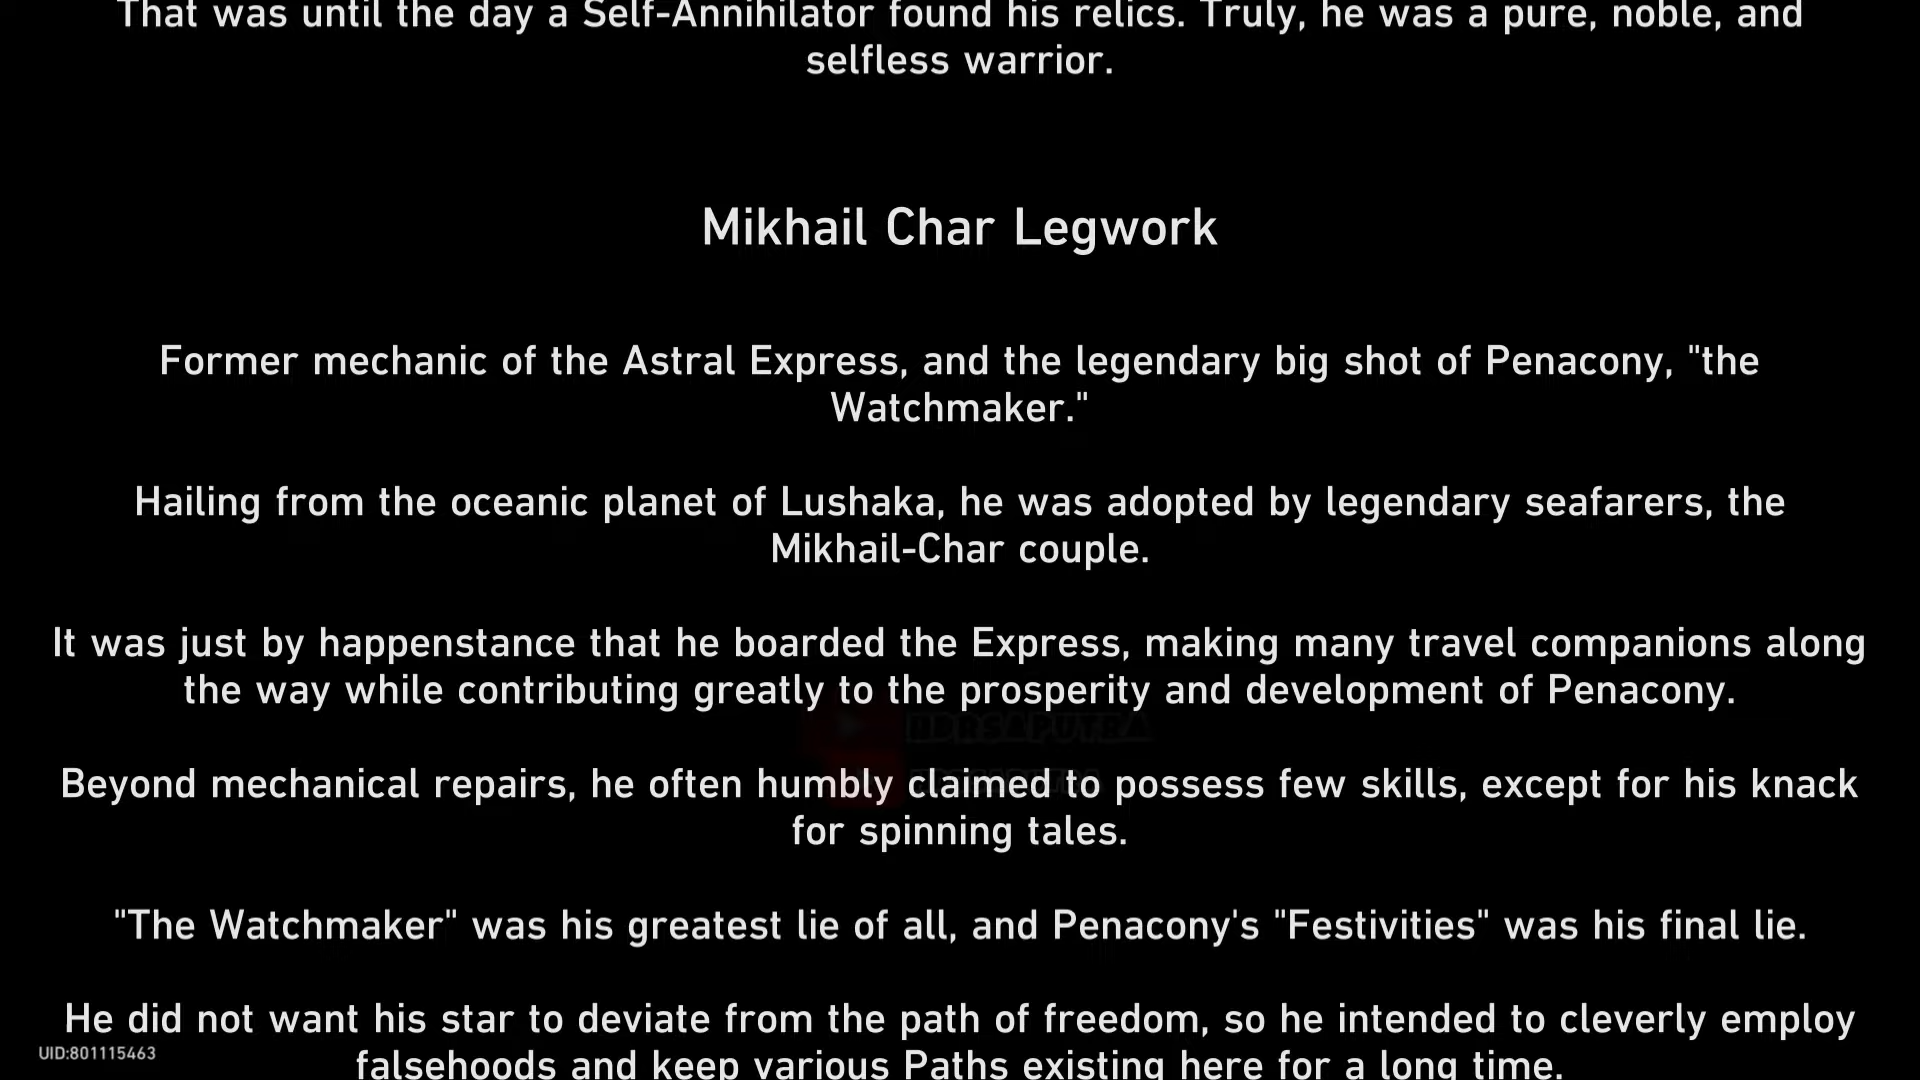 That was until the day a Self-Annihilator found his relics. Truly, he was a pure, noble, and
selfless warrior.
Mikhail Char Legwork
Former mechanic of the Astral Express, and the legendary big shot of Penacony, "the
Watchmaker."
Hailing from the oceanic planet of Lushaka, he was adopted by legendary seafarers, the
Mikhail-Char couple.
It was just by happenstance that he boarded the Express, making many travel companions along
the way while contributing greatly to the prosperity and development of Penacony.
Beyond mechanical repairs, he often humbly claimed to possess few skills, except for his knack
for spinning tales.
"The Watchmaker" was his greatest lie of all, and Penacony's "Festivities" was his final lie.
He did not want his star to deviate from the path of freedom, so he intended to cleverly employ
falsehoods and keep various Paths existing here for a long time.
UID:801115463